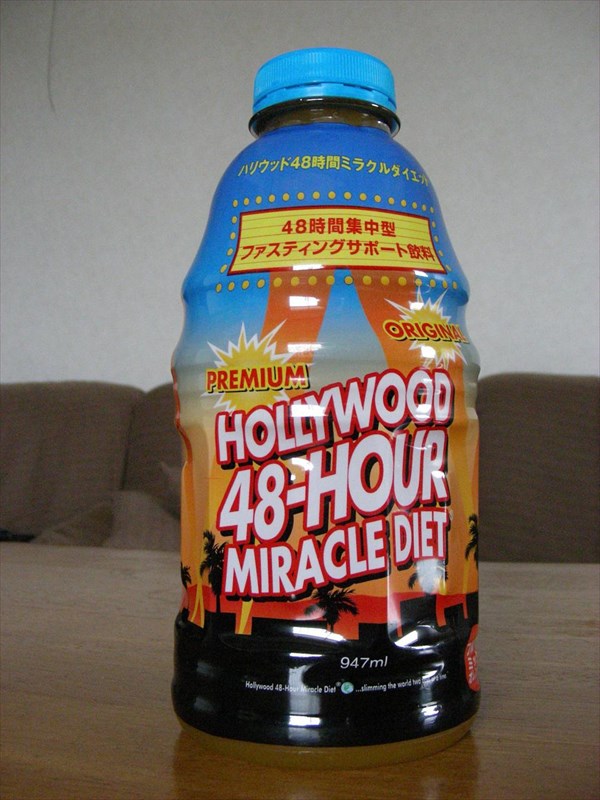 ハリウッド48時間ミラクルダイエット
48時間集中型
ファスティングサポート飲料
ORIGINAL
PREMIUM
HOLLYWOOD
48-HOUR
MIRACLE DIET
947ml
Hollywood 48-Hour Miracle Diet® ...slimming the world